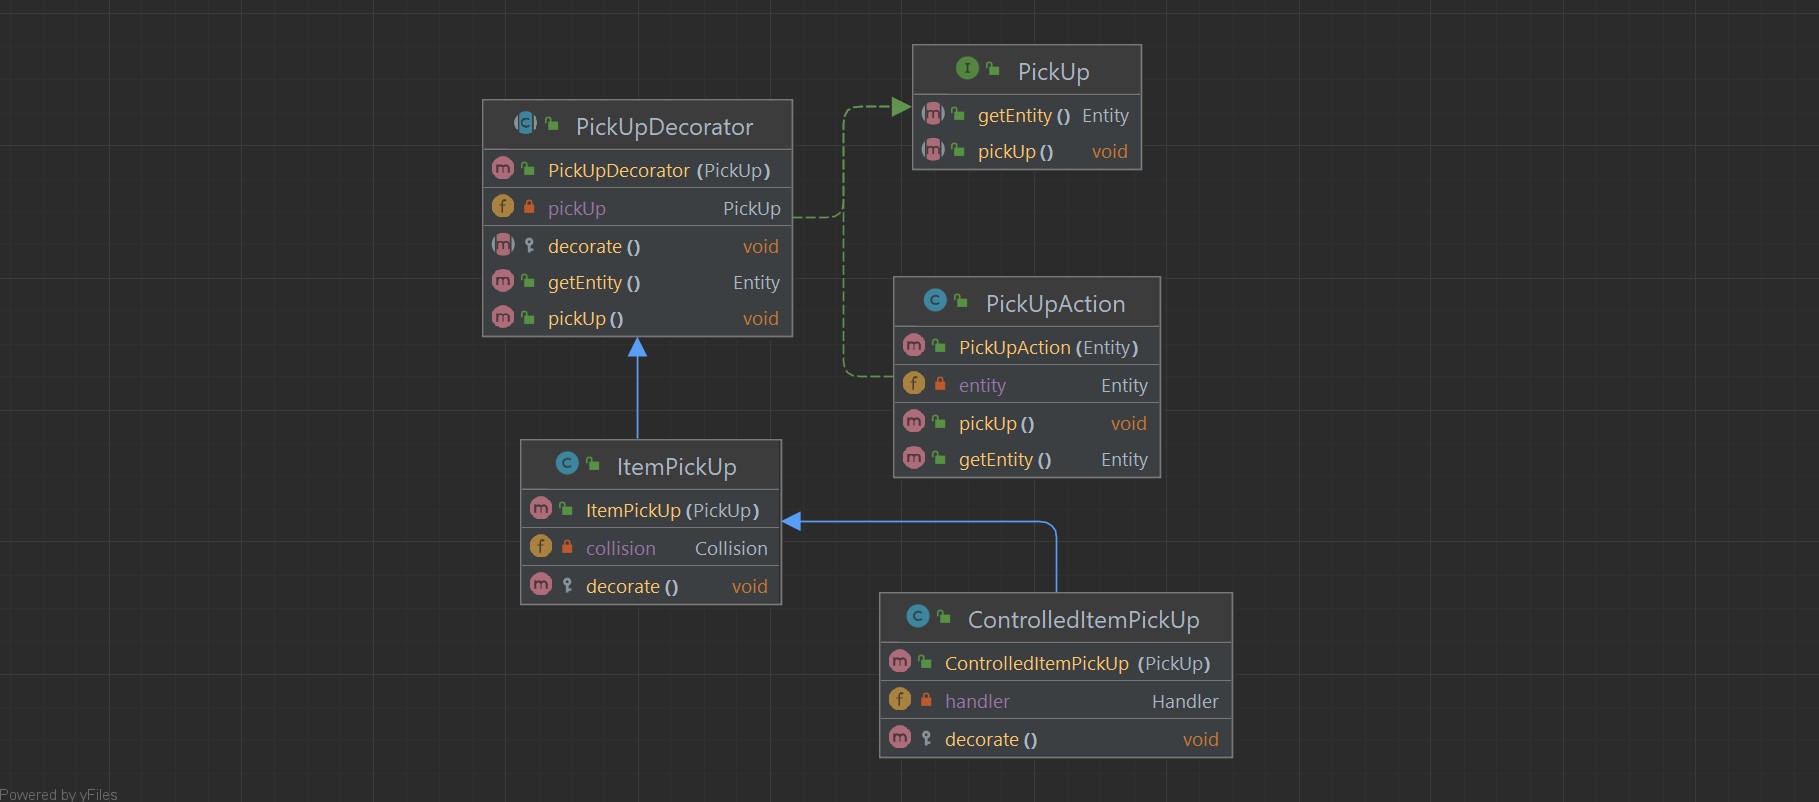 PickUp
getEntity () Entity
pickUp () void
PickUpDecorator
PickUpDecorator (PickUp)
pickUp PickUp
decorate () void
getEntity () Entity
pickUp () void
PickUpAction
PickUpAction (Entity)
entity Entity
pickUp () void
getEntity () Entity
ItemPickUp
ItemPickUp (PickUp)
collision Collision
decorate () void
ControlledItemPickUp
ControlledItemPickUp (PickUp)
handler Handler
decorate () void
Powered by yFiles